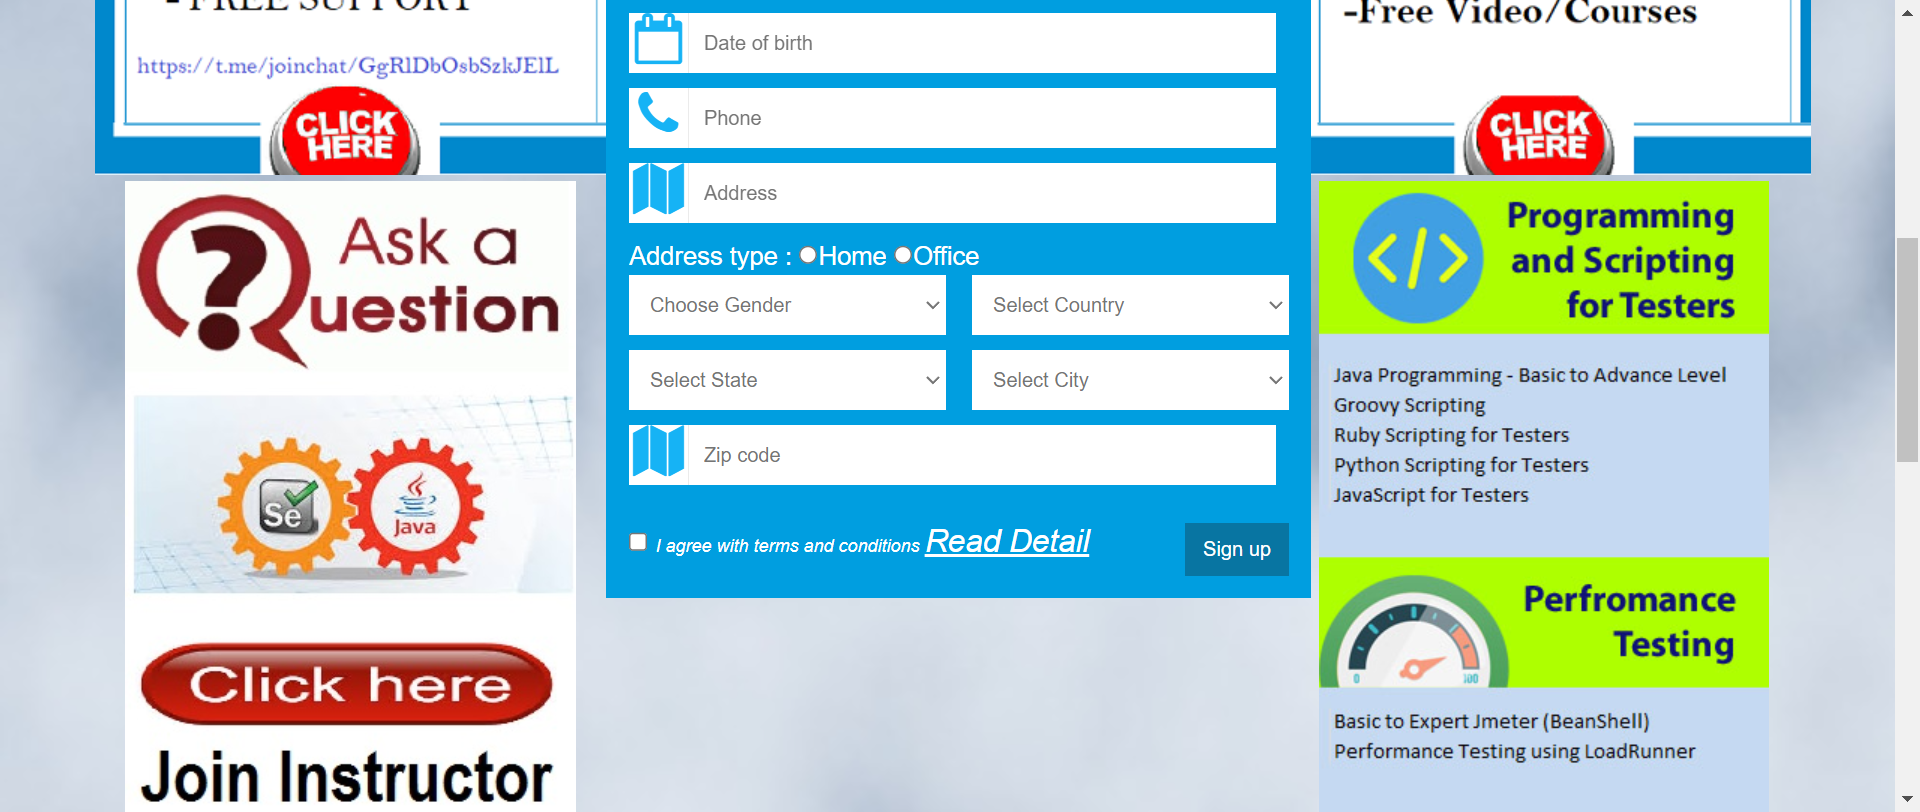 - FREE SUPPORT
https://t.me/joinchat/GgRlDbOsbSzkJElL
CLICK
HERE
Ask a
uestion
Se
Java
Click here
Join Instructor
Date of birth
Phone
Address
Address type : Home Office
Choose Gender
Select Country
Select State
Select City
Zip code
I agree with terms and conditions Read Detail
Sign up
-Free Video/Courses
CLICK
HERE
</>
Programming
and Scripting
for Testers
Java Programming - Basic to Advance Level
Groovy Scripting
Ruby Scripting for Testers
Python Scripting for Testers
JavaScript for Testers
Perfromance
Testing
0 100
Basic to Expert Jmeter (BeanShell)
Performance Testing using LoadRunner